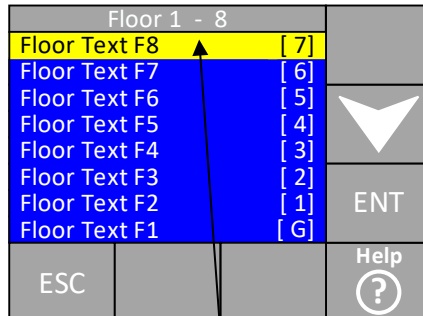 Floor 1 - 8
Floor Text F8 [ 7]
Floor Text F7 [ 6]
Floor Text F6 [ 5]
Floor Text F5 [ 4]
Floor Text F4 [ 3]
Floor Text F3 [ 2]
Floor Text F2 [ 1]
Floor Text F1 [ G]
ENT
ESC
Help
?